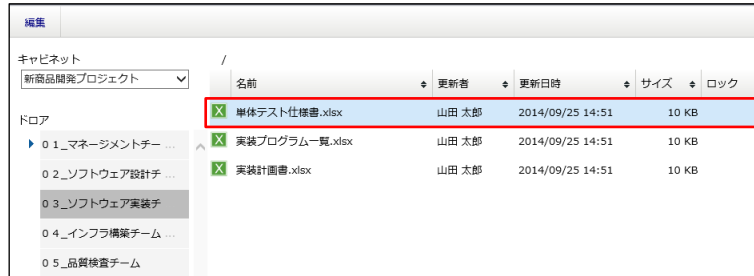 編集
キャビネット
新商品開発プロジェクト
ドロア
0 1_マネージメントチー ...
0 2_ソフトウェア設計チ ...
0 3_ソフトウェア実装チ
0 4_インフラ構築チーム ...
0 5_品質検査チーム
/
名前 更新者 更新日時 サイズ ロック
単体テスト仕様書.xlsx 山田 太郎 2014/09/25 14:51 10 KB
実装プログラム一覧.xlsx 山田 太郎 2014/09/25 14:51 10 KB
実装計画書.xlsx 山田 太郎 2014/09/25 14:51 10 KB